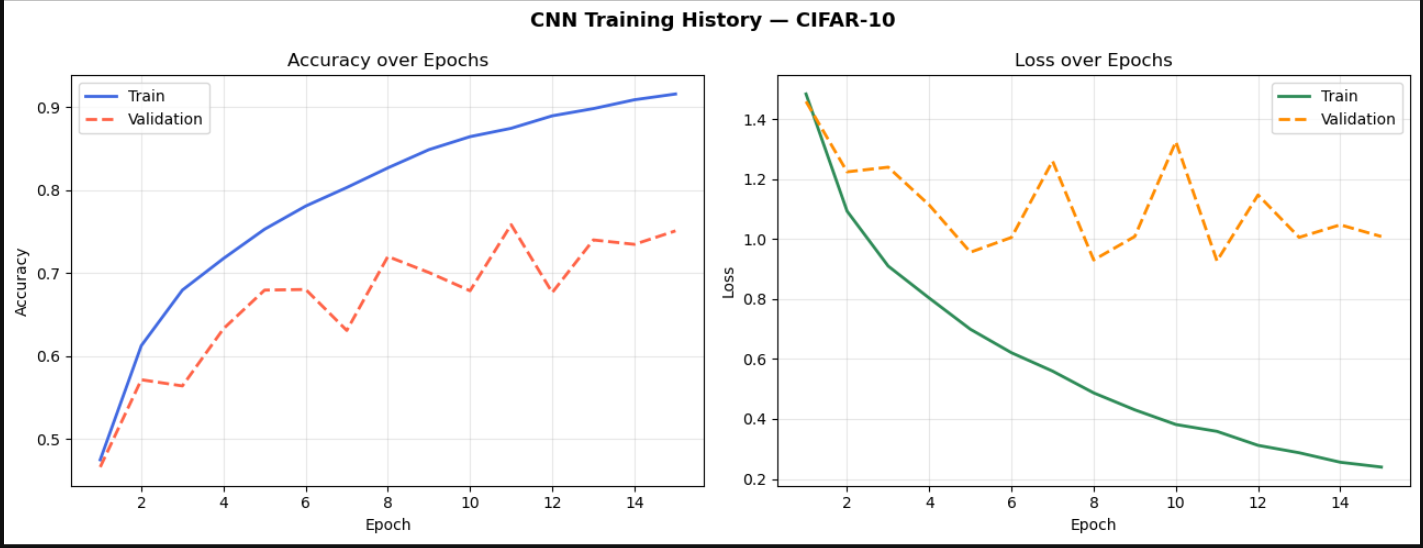 CNN Training History — CIFAR-10
Accuracy over Epochs
Train
Validation
Accuracy
0.9
0.8
0.7
0.6
0.5
2 4 6 8 10 12 14
Epoch
Loss over Epochs
Train
Validation
Loss
1.4
1.2
1.0
0.8
0.6
0.4
0.2
2 4 6 8 10 12 14
Epoch